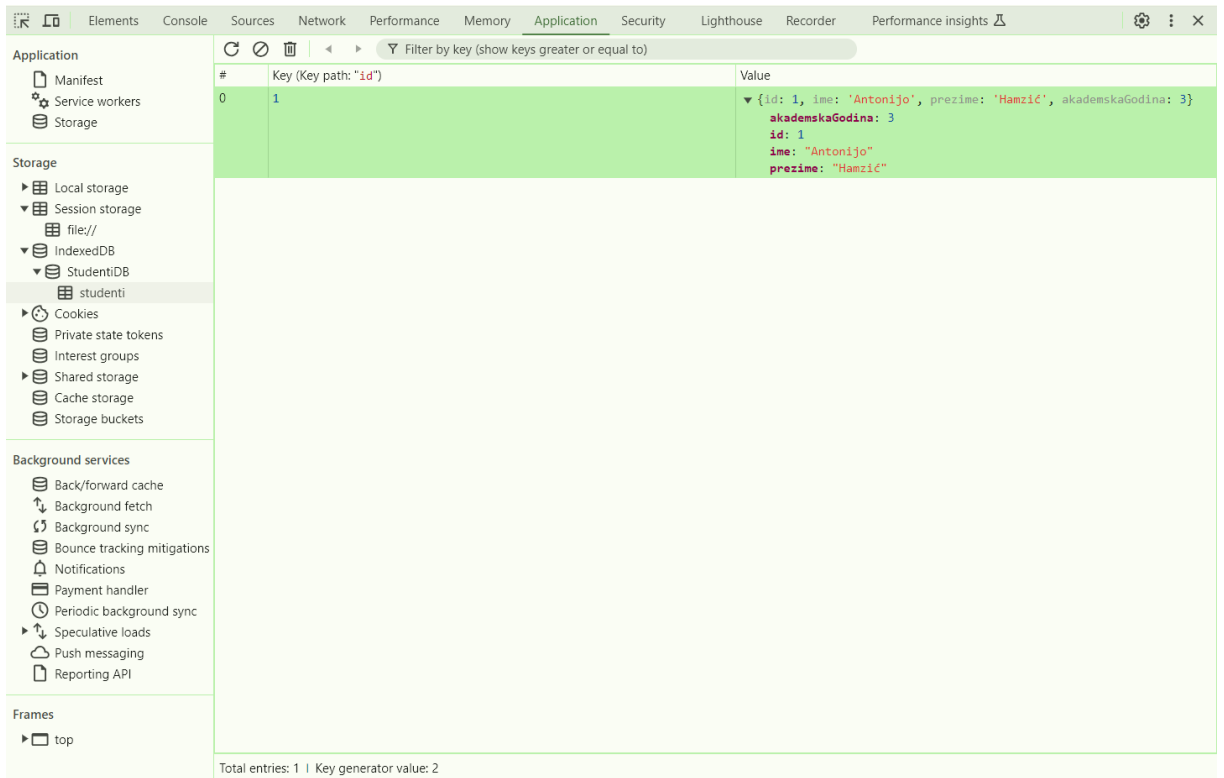 Elements Console Sources Network Performance Memory Application Security Lighthouse Recorder Performance insights
Application
Manifest
Service workers
Storage
Storage
Local storage
Session storage
file://
IndexedDB
StudentiDB
studenti
Cookies
Private state tokens
Interest groups
Shared storage
Cache storage
Storage buckets
Background services
Back/forward cache
Background fetch
Background sync
Bounce tracking mitigations
Notifications
Payment handler
Periodic background sync
Speculative loads
Push messaging
Reporting API
Frames
top
Filter by key (show keys greater or equal to)
# Key (Key path: "id") Value
0 1 {id: 1, ime: 'Antonijo', prezime: 'Hamzić', akademskaGodina: 3}
akademskaGodina: 3
id: 1
ime: "Antonijo"
prezime: "Hamzić"
Total entries: 1 | Key generator value: 2